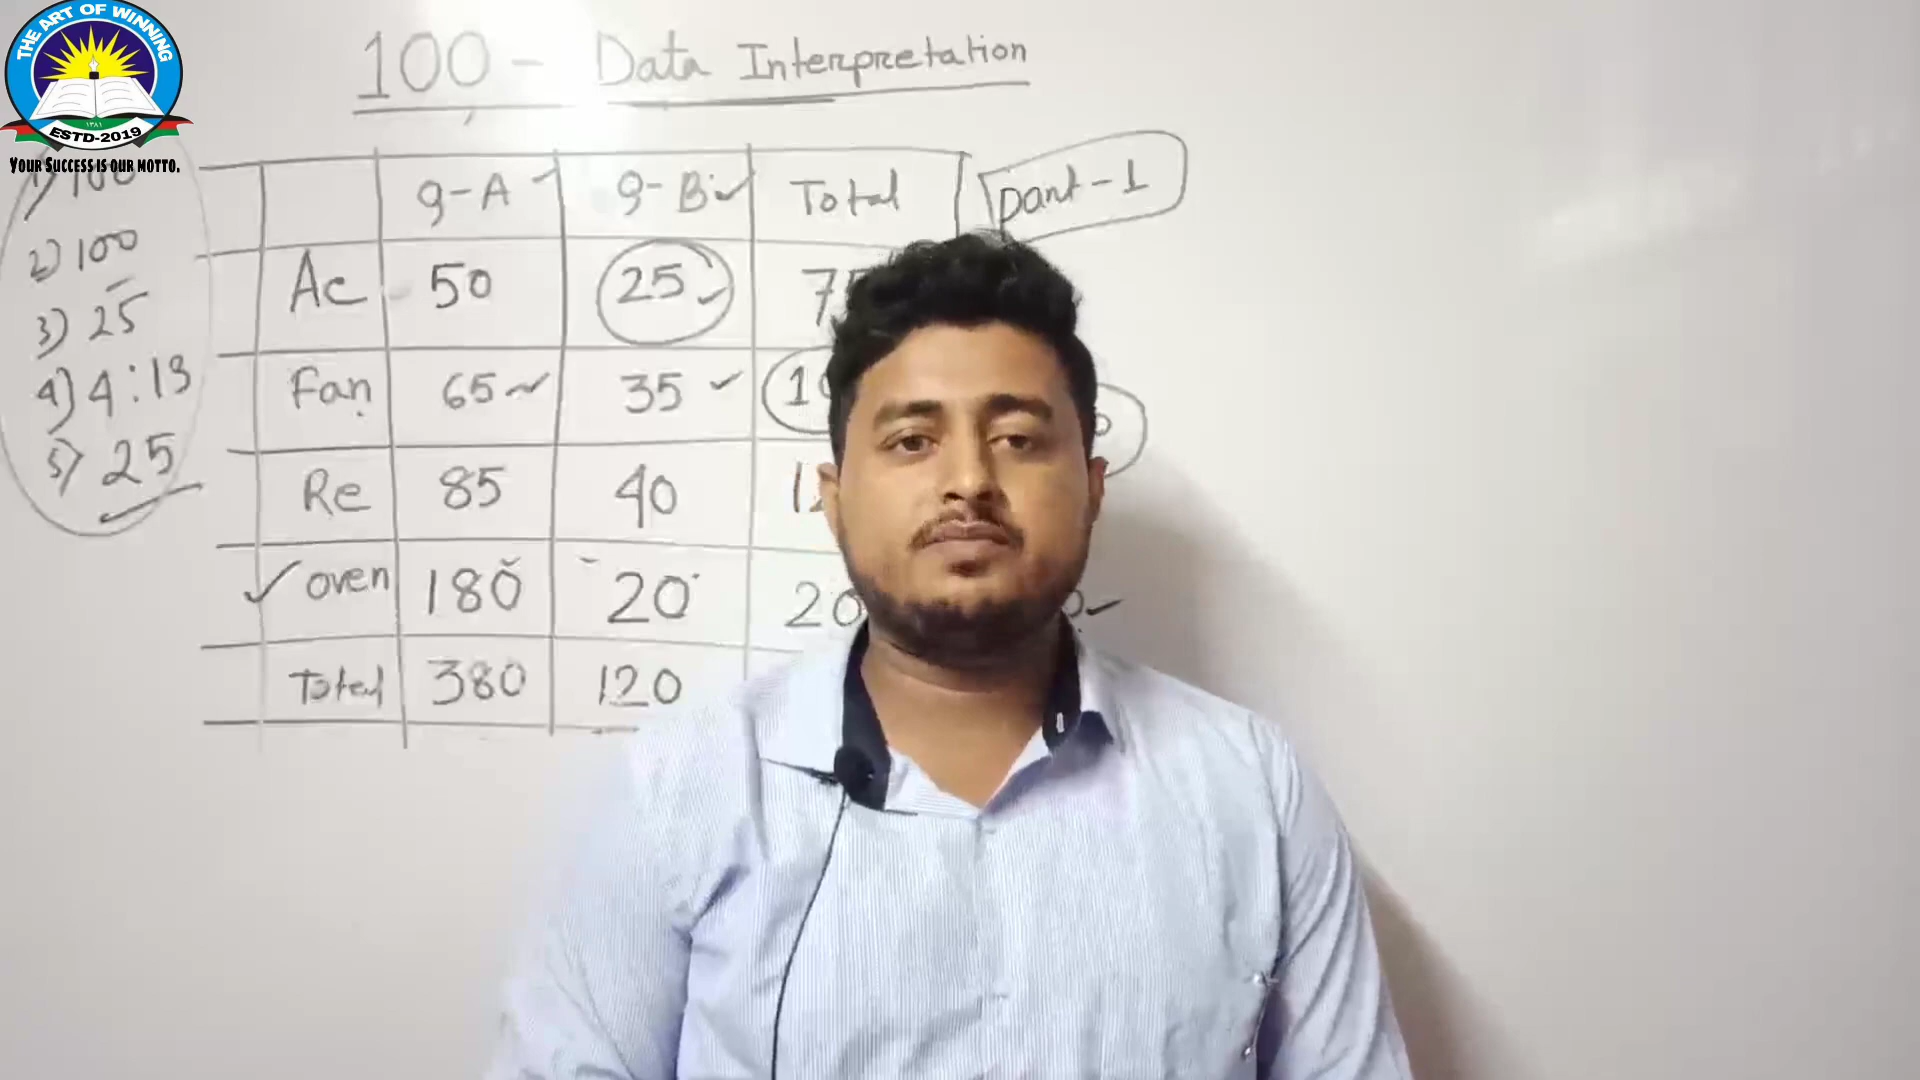 THE ART OF WINNING
ESTD-2019
YOUR SUCCESS IS OUR MOTTO.
100 - Data Interpretation
Part-1
9-A 9-B Total
Ac 50 25
Fan 65 35
Re 85 40
oven 180 20
Total 380 120
1) 100
2) 100
3) 25
4) 4:13
5) 25